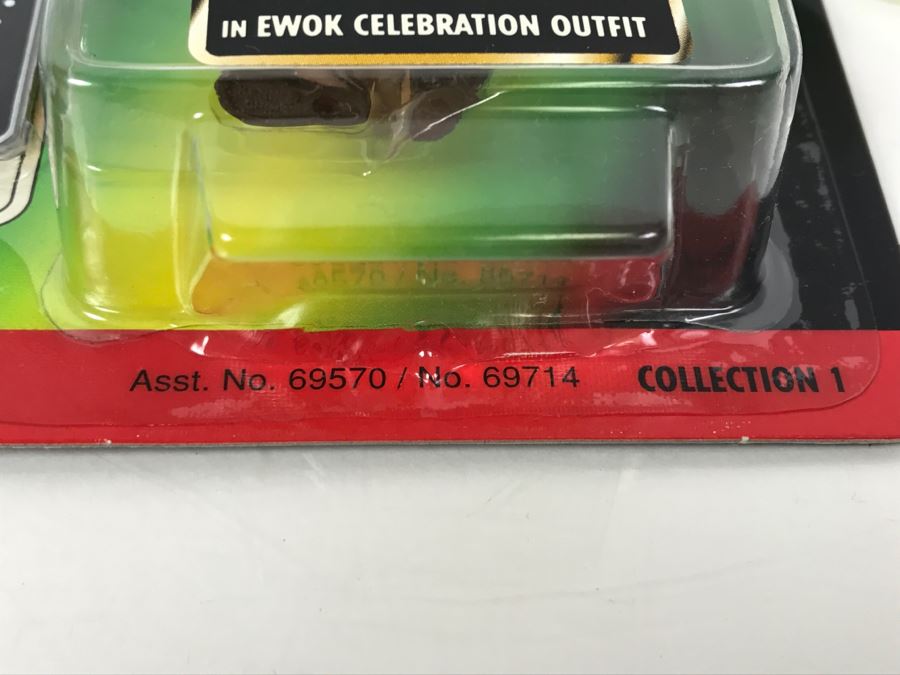 IN EWOK CELEBRATION OUTFIT
Asst. No. 69570 / No. 69714 COLLECTION 1